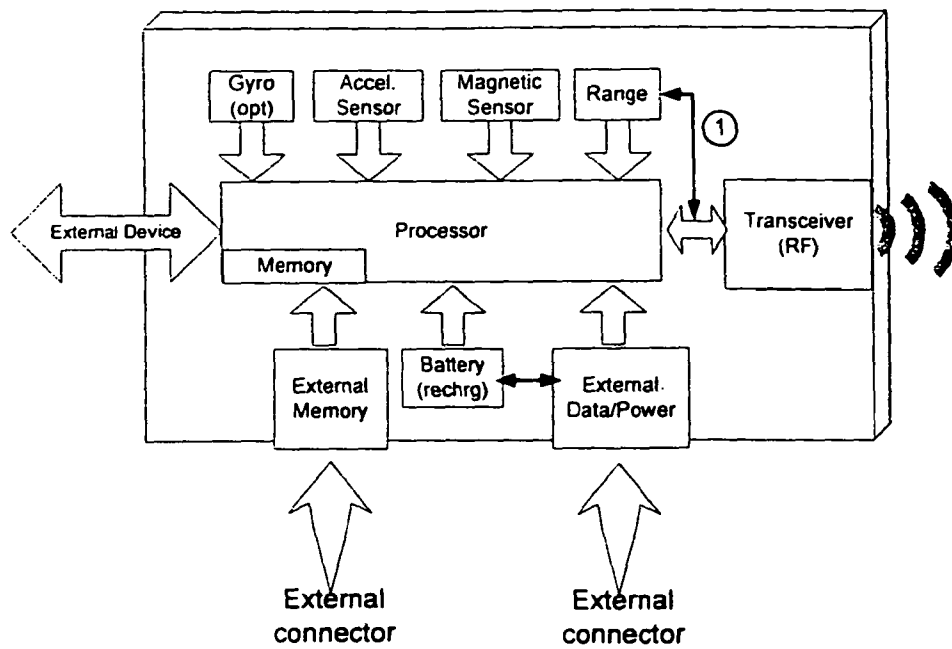 Gyro
(opt)
Accel.
Sensor
Magnetic
Sensor
Range
1
External Device
Processor
Memory
Transceiver
(RF)
External
Memory
Battery
(rechrg)
External.
Data/Power
External
connector
External
connector